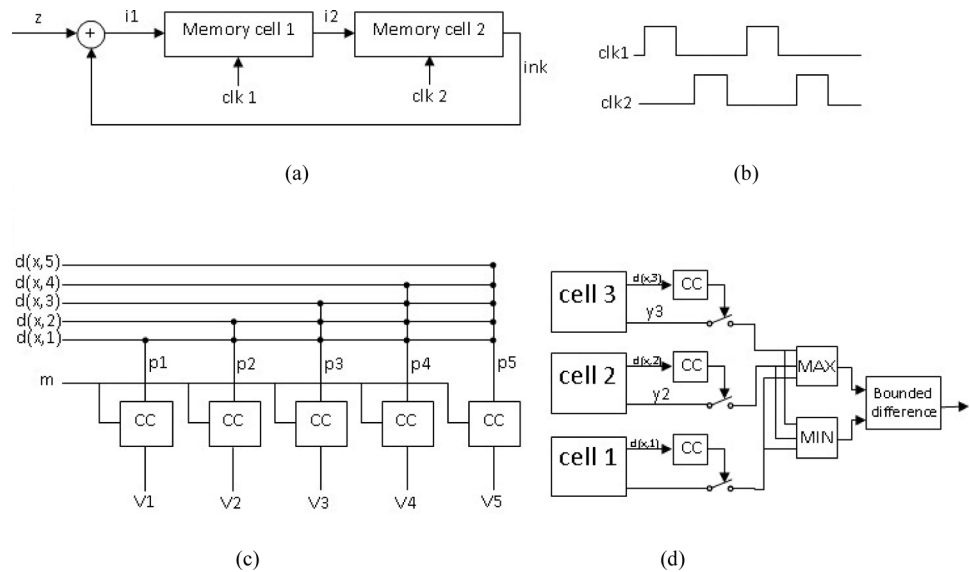 z
+
i1
Memory cell 1
i2
Memory cell 2
ink
clk 1
clk 2
(a)
clk1
clk2
(b)
d(x,5)
d(x,4)
d(x,3)
d(x,2)
d(x,1)
p1
p2
p3
p4
p5
m
CC
CC
CC
CC
CC
V1
V2
V3
V4
V5
(c)
cell 3
d(x,3)
CC
y3
cell 2
d(x,2)
CC
y2
cell 1
d(x,1)
CC
MAX
MIN
Bounded
difference
(d)